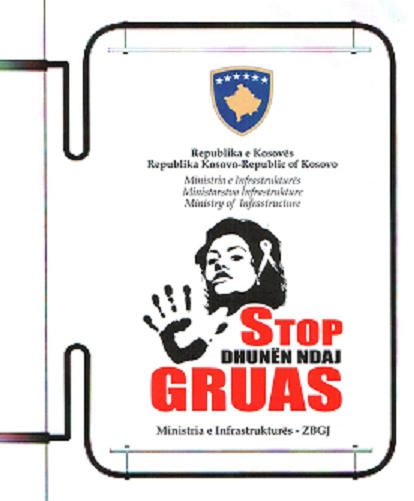 Republika e Kosovës
Republika Kosovo-Republic of Kosovo
Ministria e Infrastrukturës
Ministarstvo Infrastrukture
Ministry of Infrastructure
STOP
DHUNËN NDAJ
GRUAS
Ministria e Infrastrukturës - ZBGJ